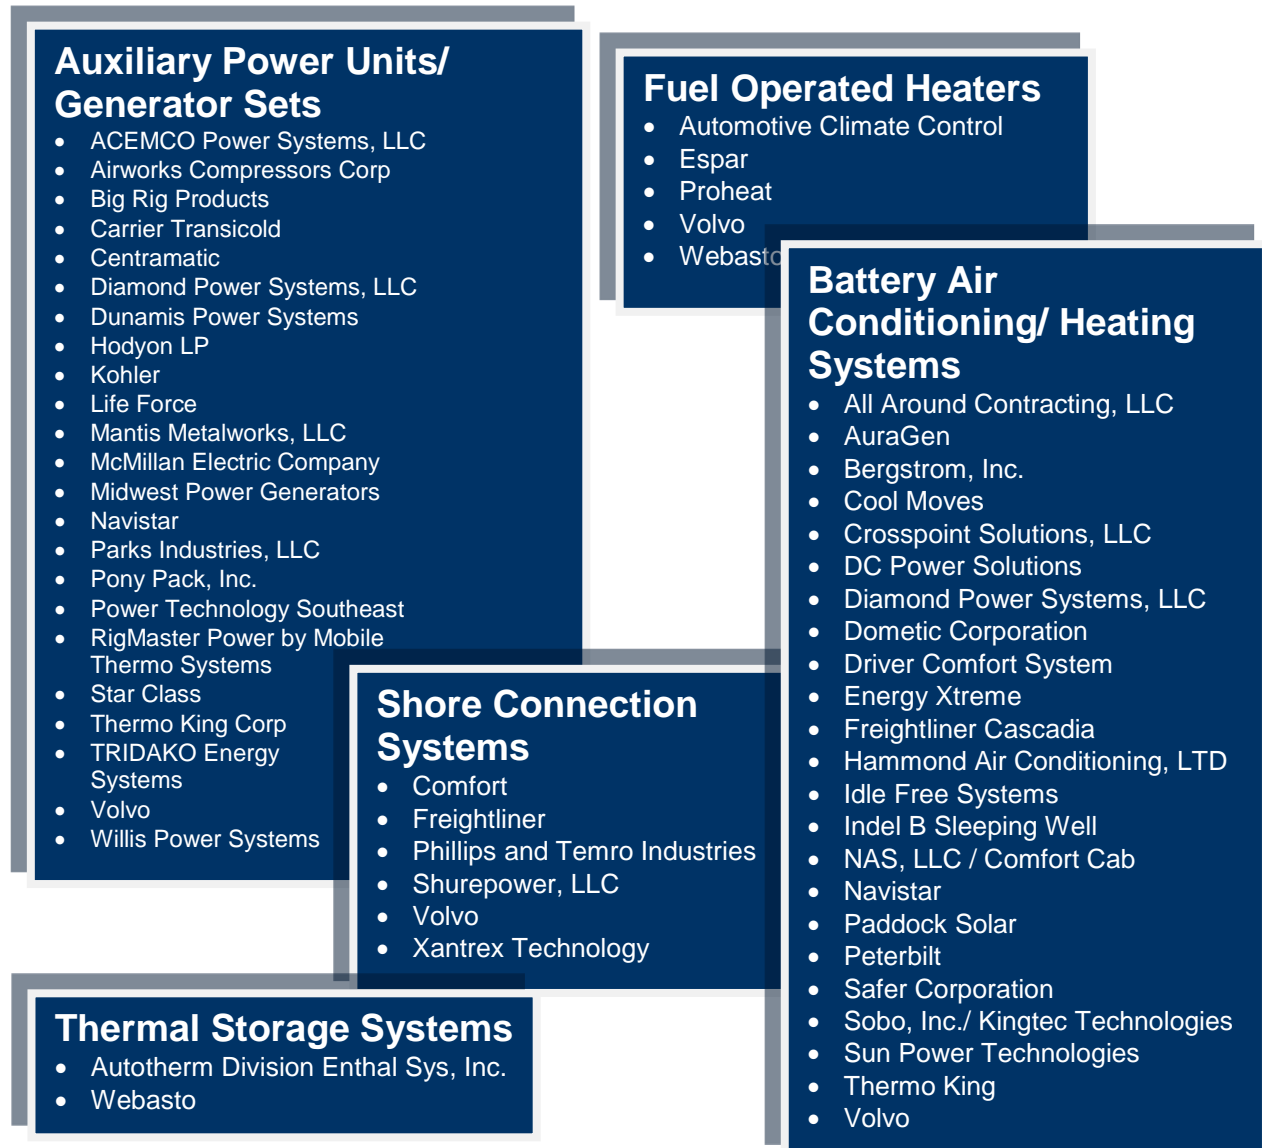 Auxiliary Power Units/
Generator Sets
• ACEMCO Power Systems, LLC
• Airworks Compressors Corp
• Big Rig Products
• Carrier Transicold
• Centramatic
• Diamond Power Systems, LLC
• Dunamis Power Systems
• Hodyon LP
• Kohler
• Life Force
• Mantis Metalworks, LLC
• McMillan Electric Company
• Midwest Power Generators
• Navistar
• Parks Industries, LLC
• Pony Pack, Inc.
• Power Technology Southeast
• RigMaster Power by Mobile
Thermo Systems
• Star Class
• Thermo King Corp
• TRIDAKO Energy
Systems
• Volvo
• Willis Power Systems
Fuel Operated Heaters
• Automotive Climate Control
• Espar
• Proheat
• Volvo
• Webasto
Battery Air
Conditioning/ Heating
Systems
• All Around Contracting, LLC
• AuraGen
• Bergstrom, Inc.
• Cool Moves
• Crosspoint Solutions, LLC
• DC Power Solutions
• Diamond Power Systems, LLC
• Dometic Corporation
• Driver Comfort System
• Energy Xtreme
• Freightliner Cascadia
• Hammond Air Conditioning, LTD
• Idle Free Systems
• Indel B Sleeping Well
• NAS, LLC / Comfort Cab
• Navistar
• Paddock Solar
• Peterbilt
• Safer Corporation
• Sobo, Inc./ Kingtec Technologies
• Sun Power Technologies
• Thermo King
• Volvo
Shore Connection
Systems
• Comfort
• Freightliner
• Phillips and Temro Industries
• Shurepower, LLC
• Volvo
• Xantrex Technology
Thermal Storage Systems
• Autotherm Division Enthal Sys, Inc.
• Webasto